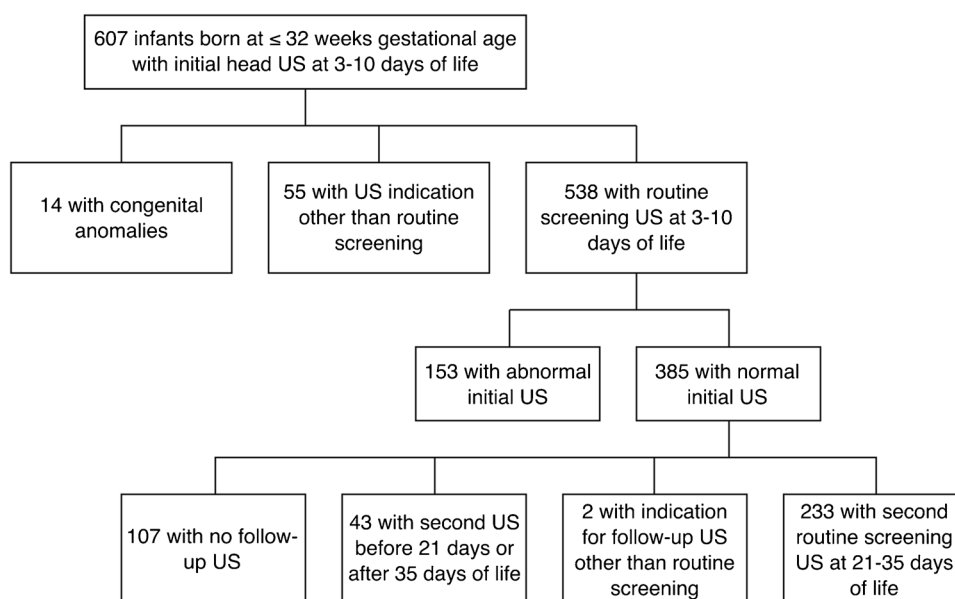 607 infants born at ≤ 32 weeks gestational age
with initial head US at 3-10 days of life
14 with congenital
anomalies
55 with US indication
other than routine
screening
538 with routine
screening US at 3-10
days of life
153 with abnormal
initial US
385 with normal
initial US
107 with no follow-
up US
43 with second US
before 21 days or
after 35 days of life
2 with indication
for follow-up US
other than routine
screening
233 with second
routine screening
US at 21-35 days
of life